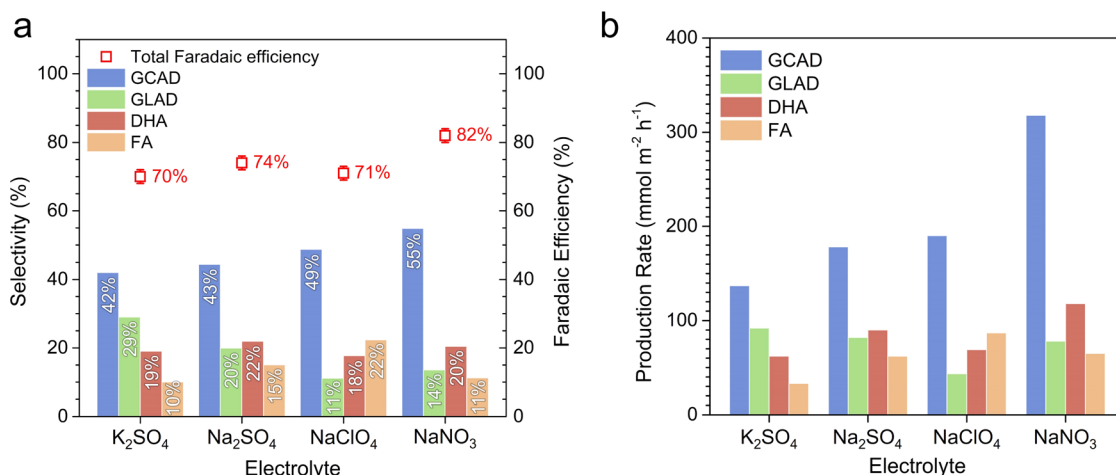 a
Total Faradaic efficiency
GCAD
GLAD
DHA
FA
100
80
60
40
20
0
Selectivity (%)
100
80
60
40
20
0
Faradaic Efficiency (%)
70%
74%
71%
82%
42%
29%
19%
10%
43%
20%
22%
15%
49%
11%
18%
22%
55%
14%
20%
11%
K₂SO₄
Na₂SO₄
NaClO₄
NaNO₃
Electrolyte
b
GCAD
GLAD
DHA
FA
400
300
200
100
0
Production Rate (mmol m⁻² h⁻¹)
K₂SO₄
Na₂SO₄
NaClO₄
NaNO₃
Electrolyte